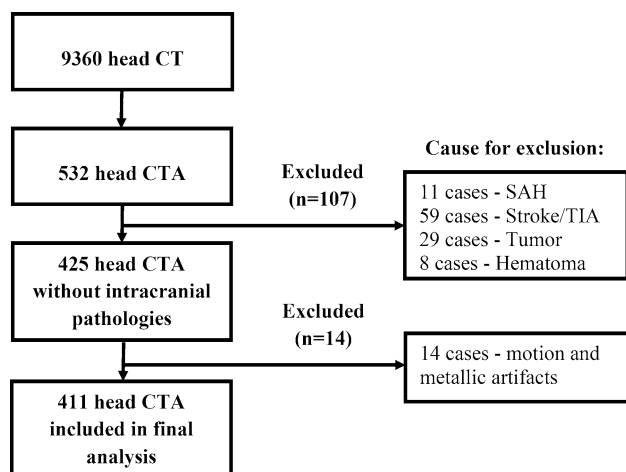 9360 head CT
532 head CTA
Excluded
(n=107)
Cause for exclusion:
11 cases - SAH
59 cases - Stroke/TIA
29 cases - Tumor
8 cases - Hematoma
425 head CTA
without intracranial
pathologies
Excluded
(n=14)
14 cases - motion and
metallic artifacts
411 head CTA
included in final
analysis